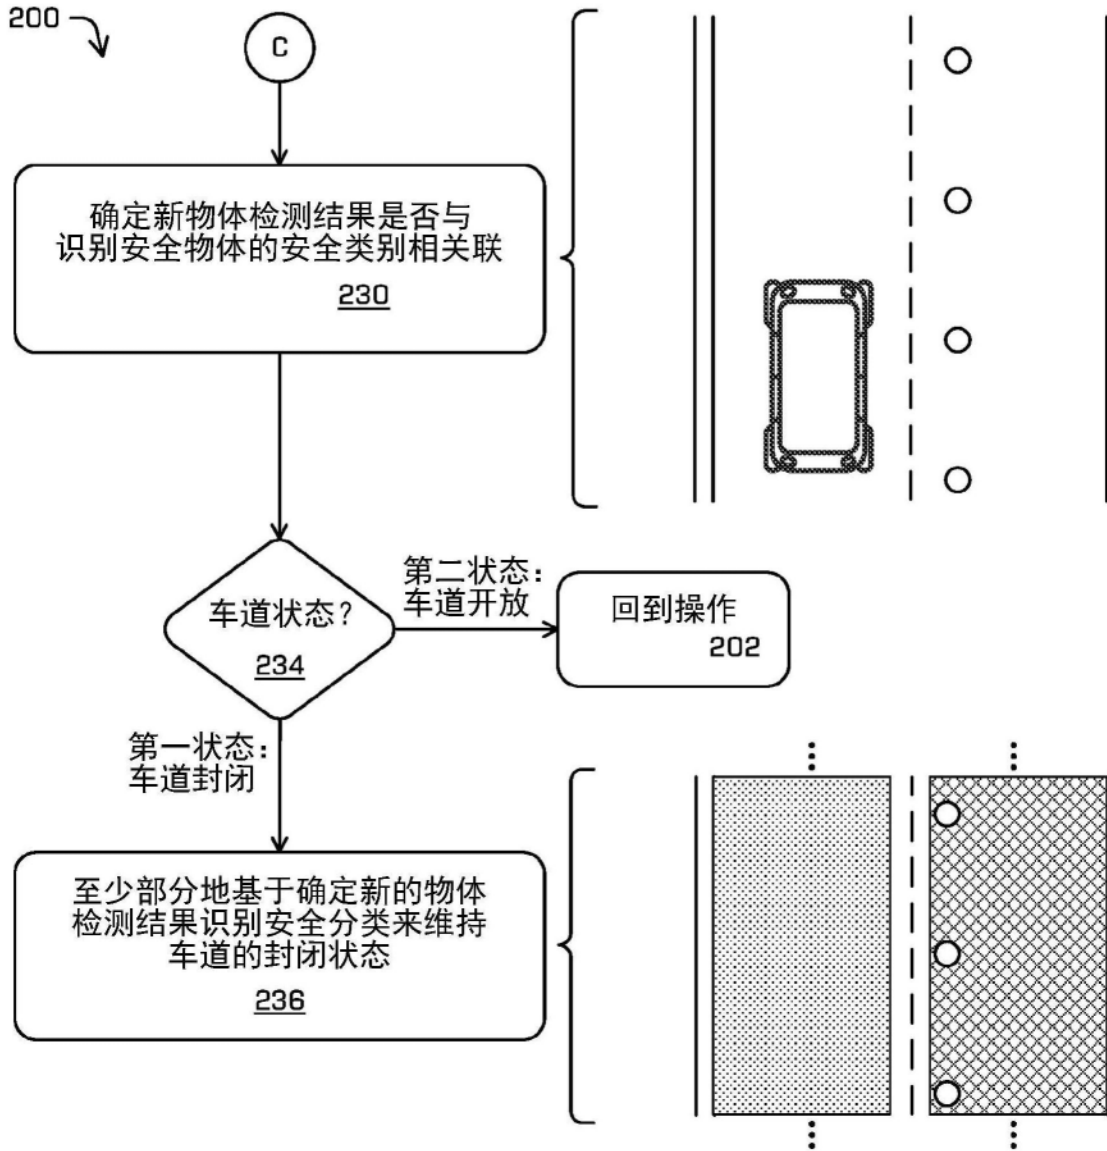 200
C
确定新物体检测结果是否与
识别安全物体的安全类别相关联
230
第二状态：
车道开放
车道状态？
234
回到操作
202
第一状态：
车道封闭
至少部分地基于确定新的物体
检测结果识别安全分类来维持
车道的封闭状态
236